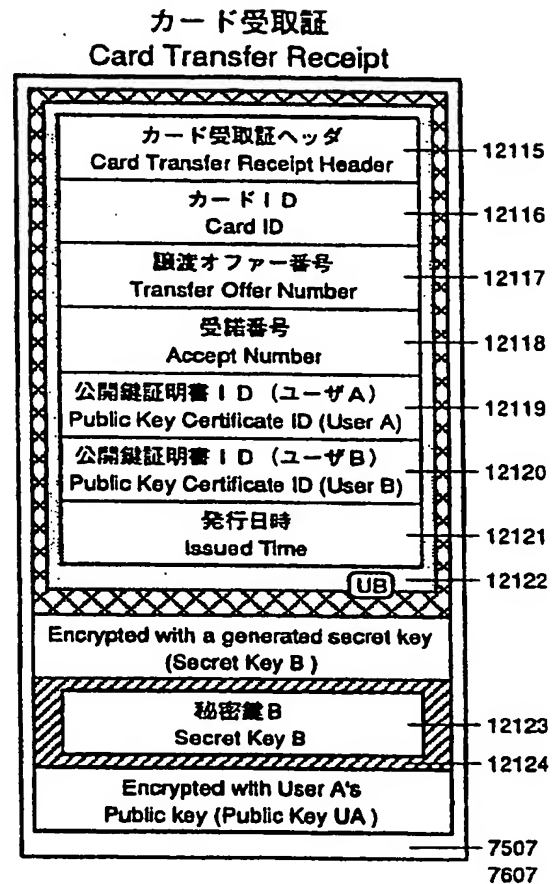 カード受取証
Card Transfer Receipt
カード受取証ヘッダ
Card Transfer Receipt Header
12115
カードID
Card ID
12116
譲渡オファー番号
Transfer Offer Number
12117
受諾番号
Accept Number
12118
公開鍵証明書ID(ユーザA)
Public Key Certificate ID (User A)
12119
公開鍵証明書ID(ユーザB)
Public Key Certificate ID (User B)
12120
発行日時
Issued Time
12121
UB
12122
Encrypted with a generated secret key
(Secret Key B )
秘密鍵B
Secret Key B
12123
12124
Encrypted with User A's
Public key (Public Key UA )
7507
7607